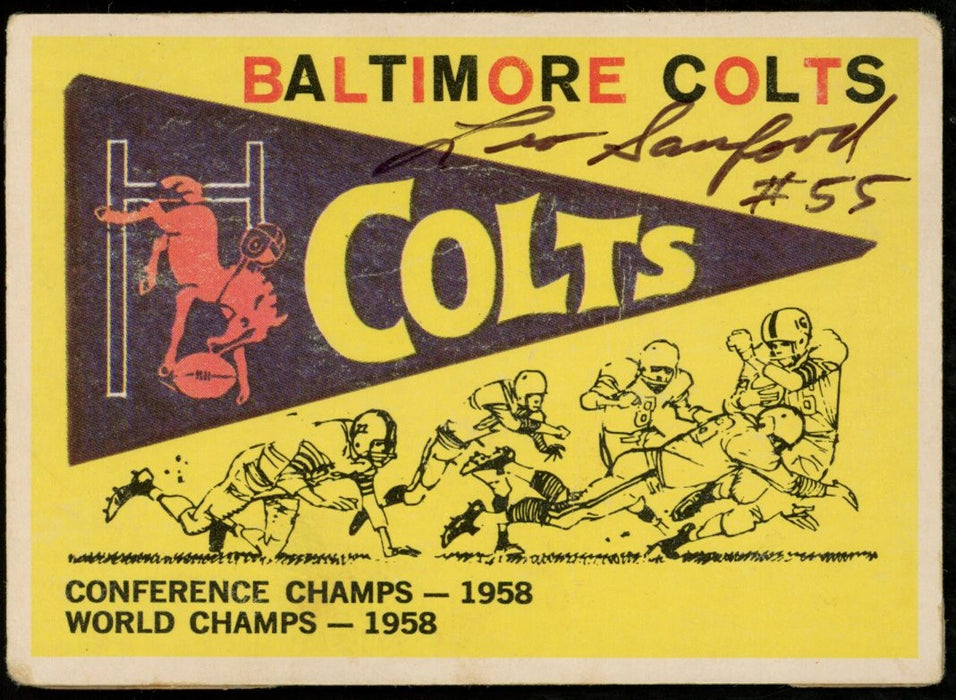 BALTIMORE COLTS
Leo Sanford
#55
COLTS
CONFERENCE CHAMPS — 1958
WORLD CHAMPS — 1958